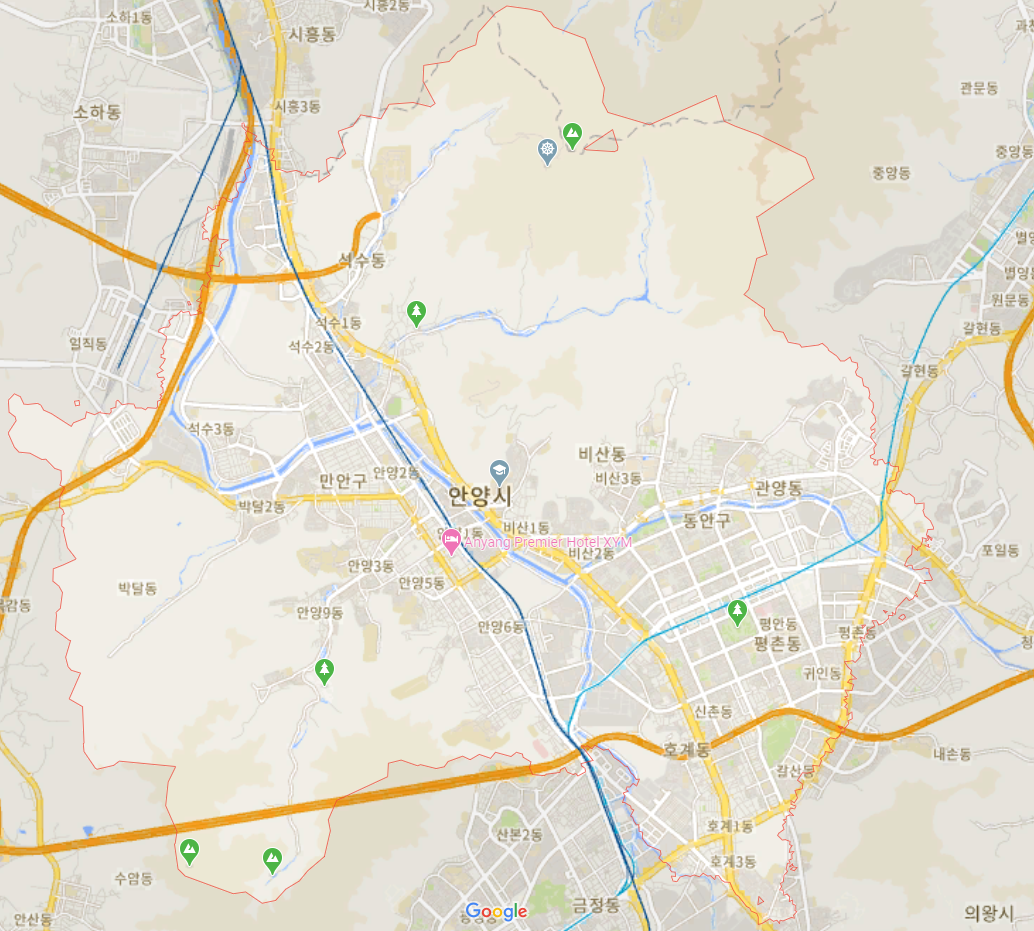 소하1동
시흥2동
시흥동
관문동
시흥3동
소하동
중앙동
중앙동
별양
석수동
별양동
원문동
석수1동
갈현동
일직동
석수2동
갈현동
석수3동
비산동
안양2동
비산3동
만안구
관양동
안양시
박달2동
동안구
비산1동
Anyang Premier Hotel XYM
비산2동
포일동
안양3동
안양5동
박달동
안양9동
평안동
안양6동
평촌동
평촌동
귀인동
신촌동
호계동
내손동
갈산동
호계1동
산본2동
호계3동
수암동
금정동
Google
의왕시
안산동